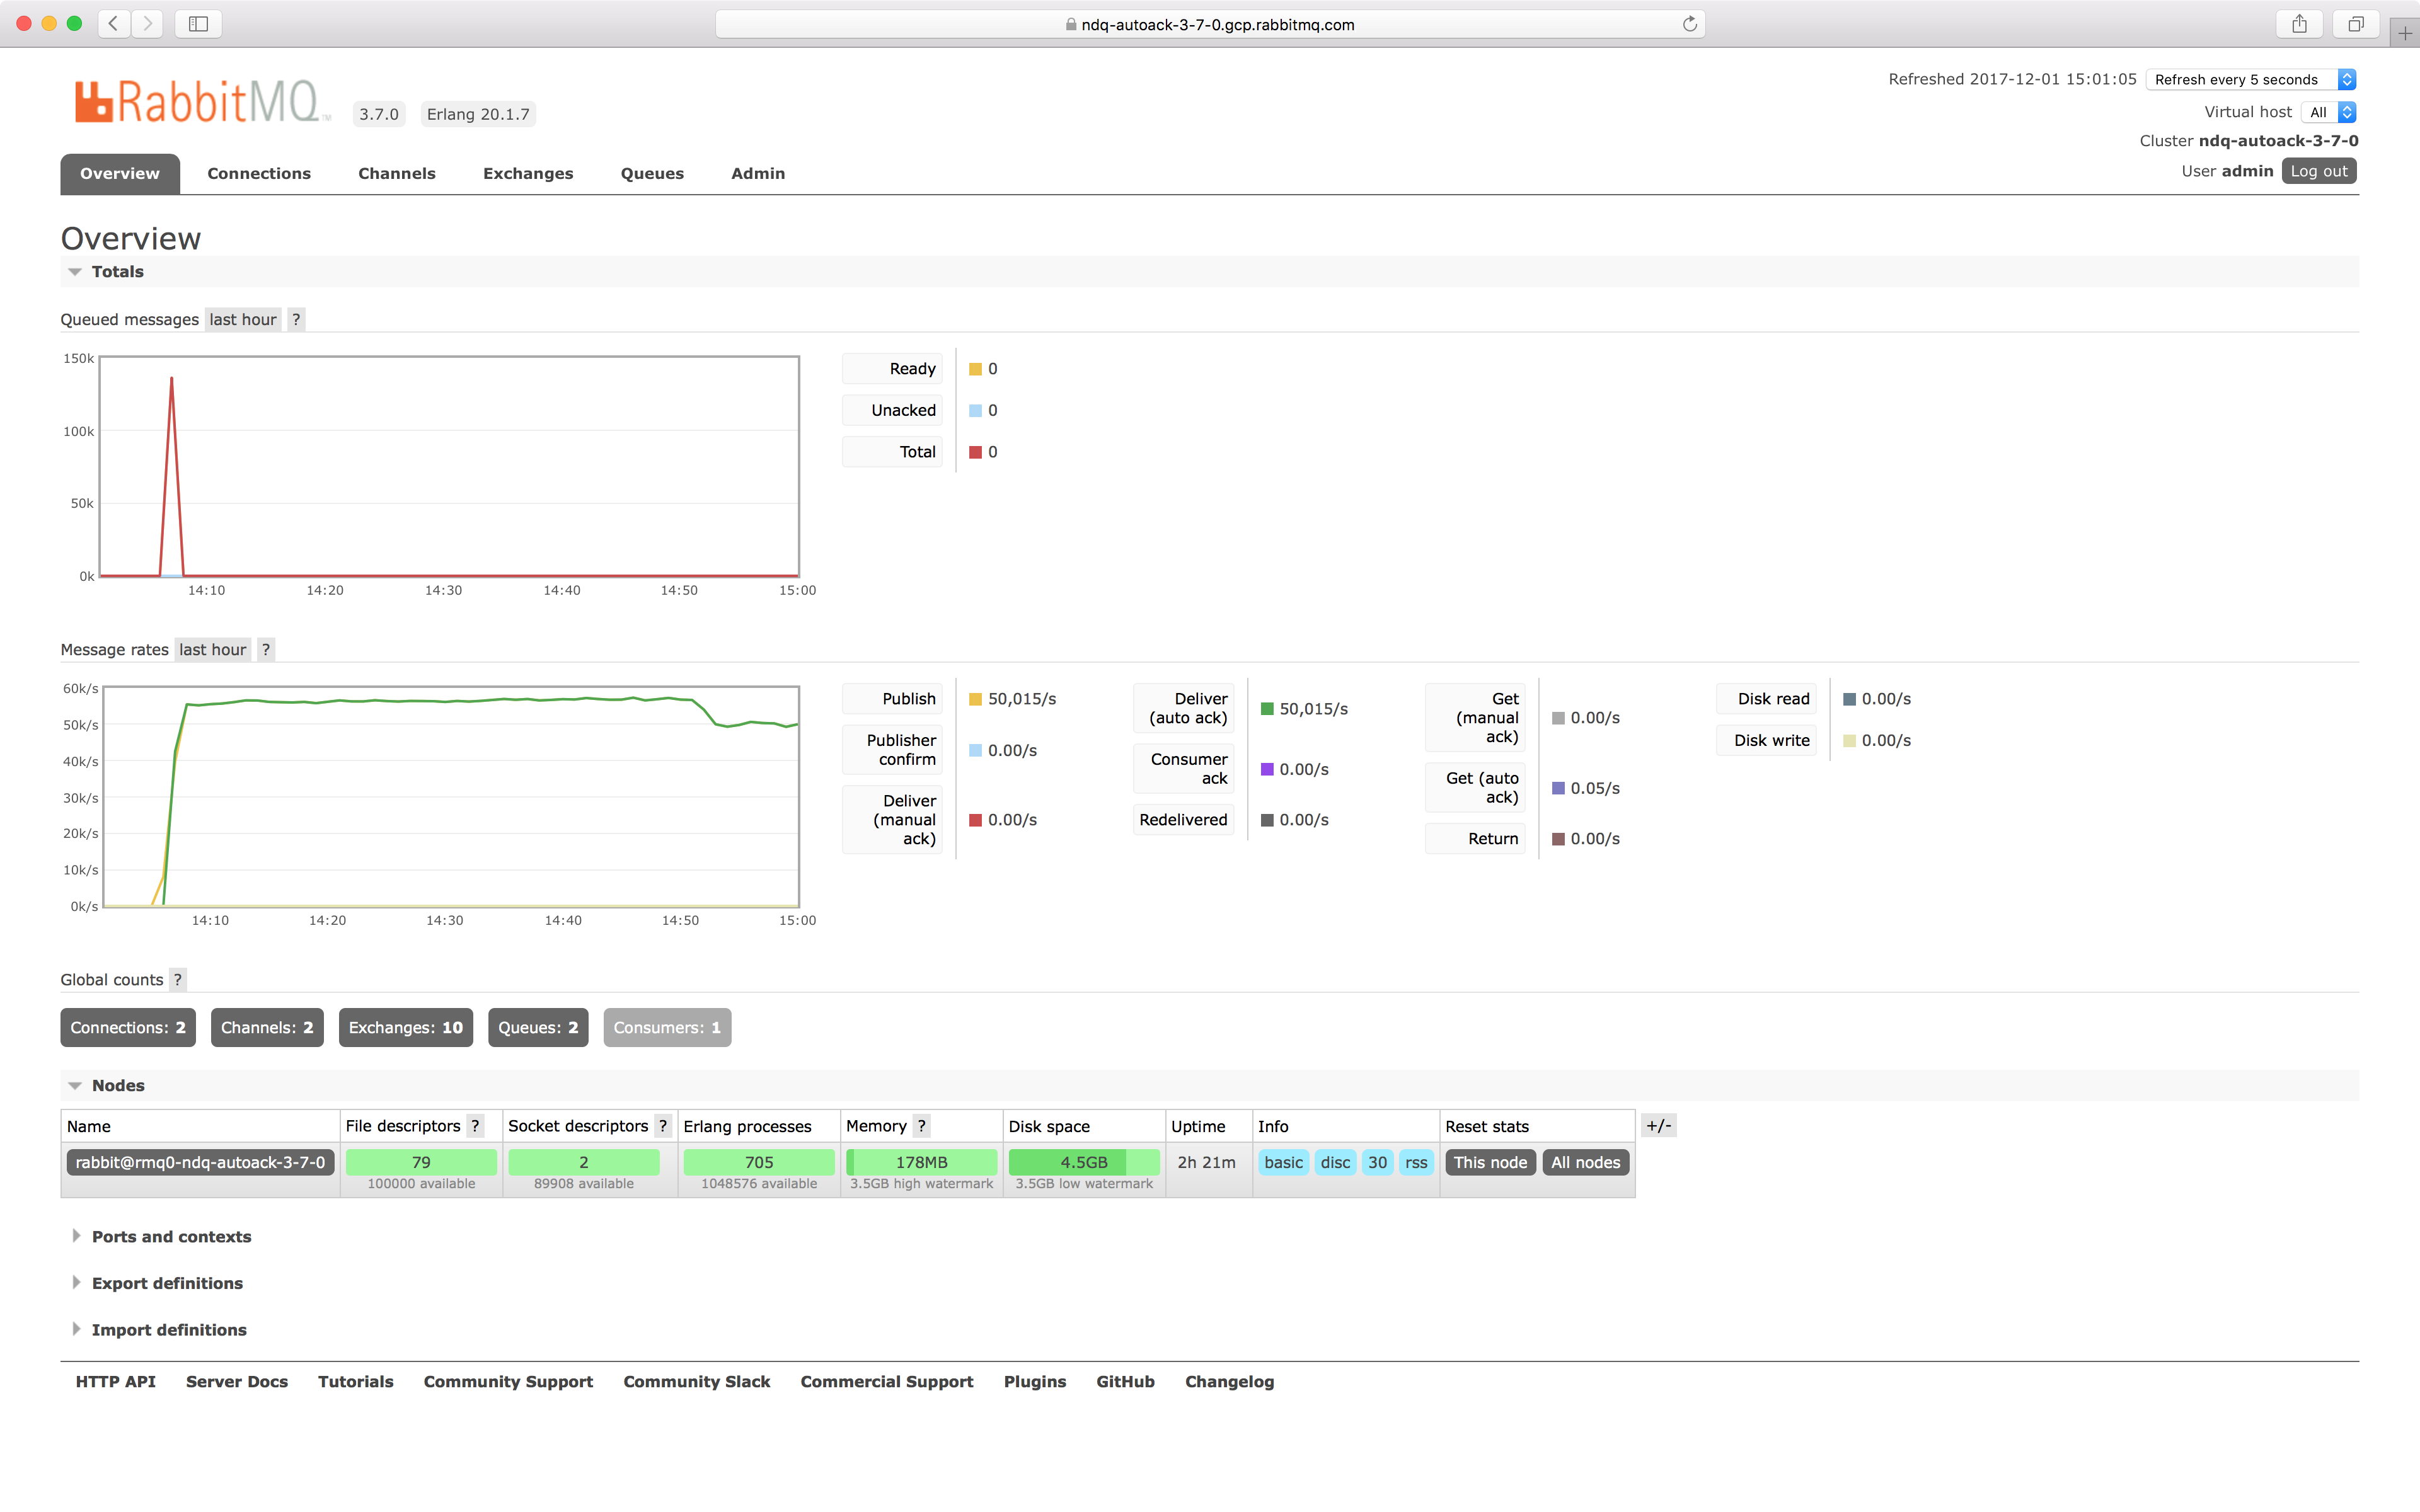 ndq-autoack-3-7-0.gcp.rabbitmq.com
RabbitMQ TM 3.7.0 Erlang 20.1.7
Refreshed 2017-12-01 15:01:05 Refresh every 5 seconds
Virtual host All
Cluster ndq-autoack-3-7-0
User admin Log out
Overview Connections Channels Exchanges Queues Admin
Overview
Totals
Queued messages last hour ?
150k
100k
50k
0k
14:10 14:20 14:30 14:40 14:50 15:00
Ready 0
Unacked 0
Total 0
Message rates last hour ?
60k/s
50k/s
40k/s
30k/s
20k/s
10k/s
0k/s
14:10 14:20 14:30 14:40 14:50 15:00
Publish 50,015/s
Publisher
confirm 0.00/s
Deliver
(manual 0.00/s
ack)
Deliver
(auto ack) 50,015/s
Consumer
ack 0.00/s
Redelivered 0.00/s
Get
(manual 0.00/s
ack)
Get (auto
ack) 0.05/s
Return 0.00/s
Disk read 0.00/s
Disk write 0.00/s
Global counts ?
Connections: 2 Channels: 2 Exchanges: 10 Queues: 2 Consumers: 1
Nodes
Name File descriptors ? Socket descriptors ? Erlang processes Memory ? Disk space Uptime Info Reset stats +/-
rabbit@rmq0-ndq-autoack-3-7-0 79 2 705 178MB 4.5GB 2h 21m basic disc 30 rss This node All nodes
100000 available 89908 available 1048576 available 3.5GB high watermark 3.5GB low watermark
Ports and contexts
Export definitions
Import definitions
HTTP API Server Docs Tutorials Community Support Community Slack Commercial Support Plugins GitHub Changelog